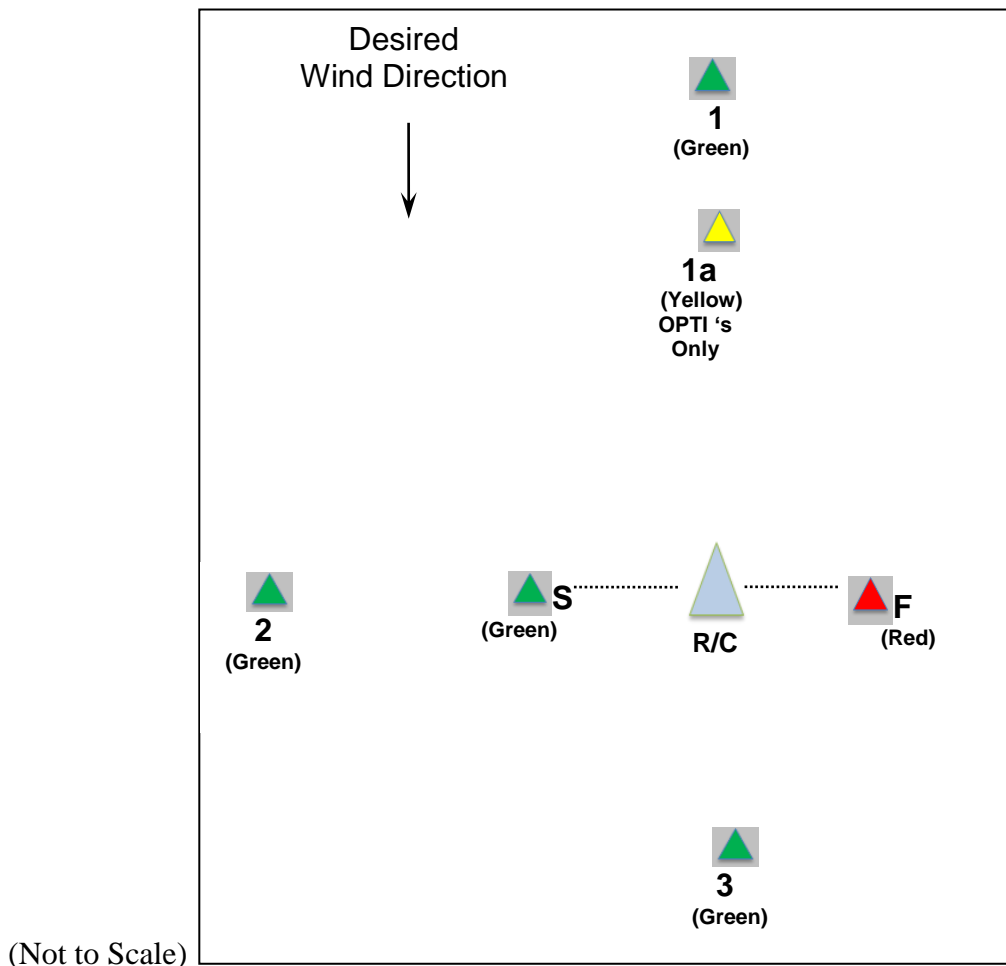 Desired
Wind Direction
1
(Green)
1a
(Yellow)
OPTI ‘s
Only
2
(Green)
S
(Green)
R/C
F
(Red)
3
(Green)
(Not to Scale)